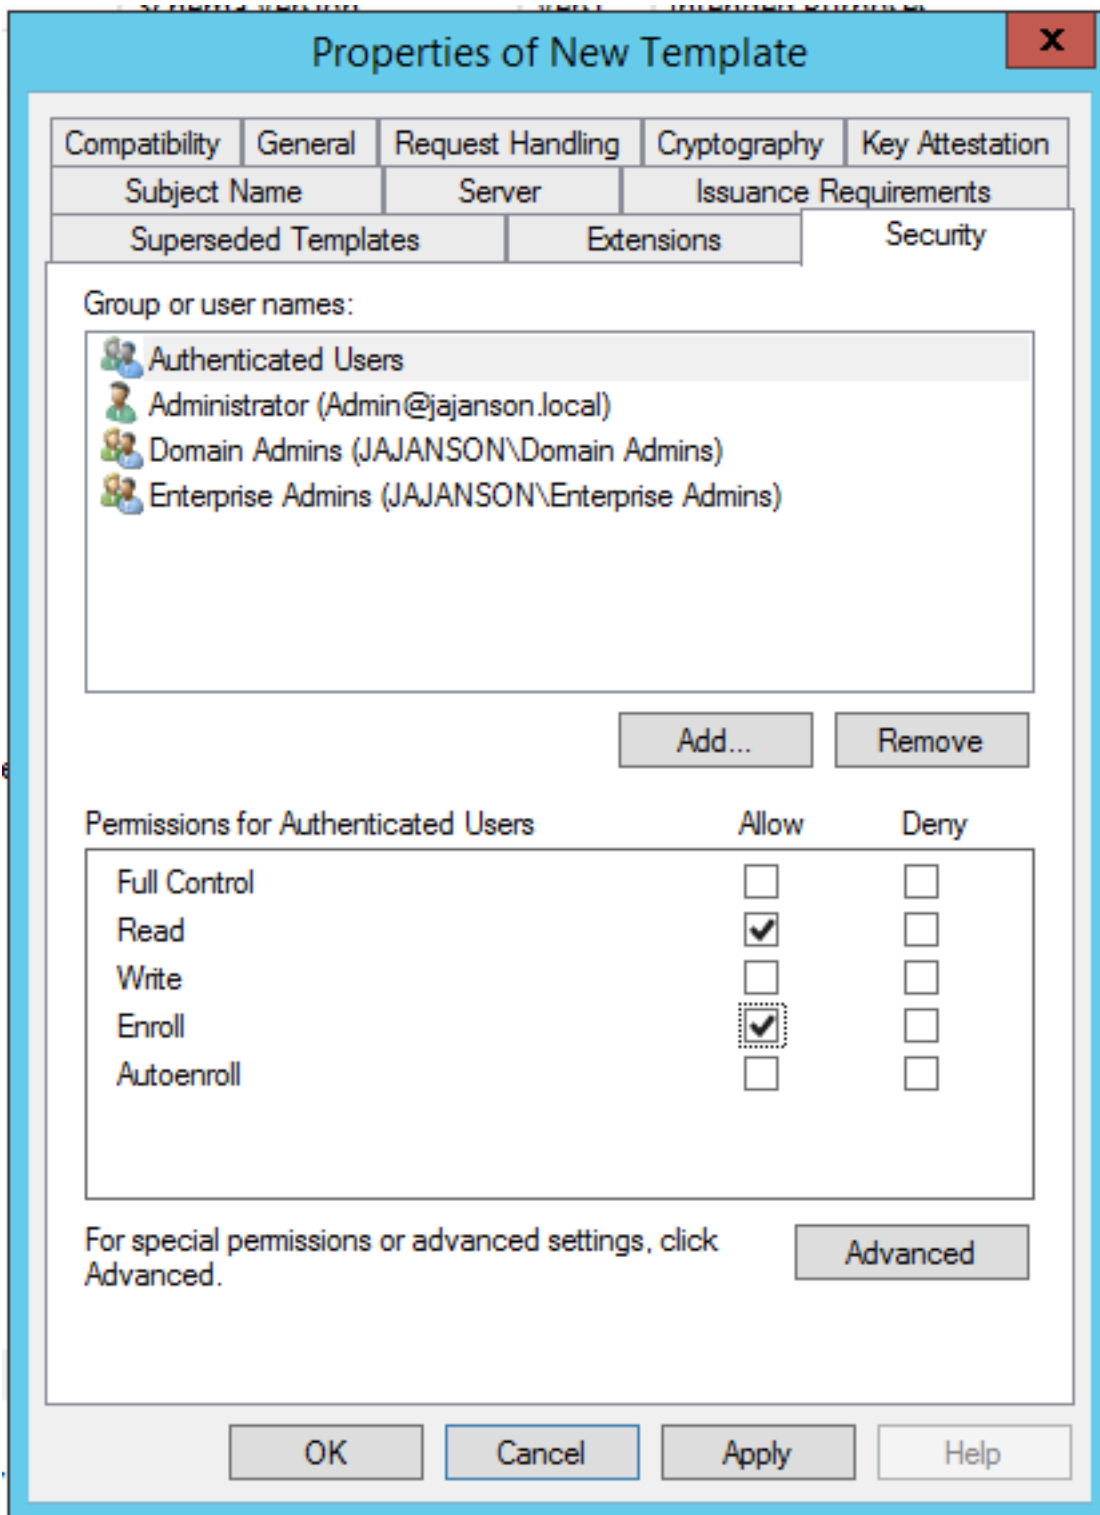 Properties of New Template
x
Compatibility General Request Handling Cryptography Key Attestation
Subject Name Server Issuance Requirements
Superseded Templates Extensions Security
Group or user names:
Authenticated Users
Administrator (Admin@jajanson.local)
Domain Admins (JAJANSON\Domain Admins)
Enterprise Admins (JAJANSON\Enterprise Admins)
Add... Remove
Permissions for Authenticated Users Allow Deny
Full Control
Read
Write
Enroll
Autoenroll
For special permissions or advanced settings, click
Advanced.
Advanced
OK Cancel Apply Help